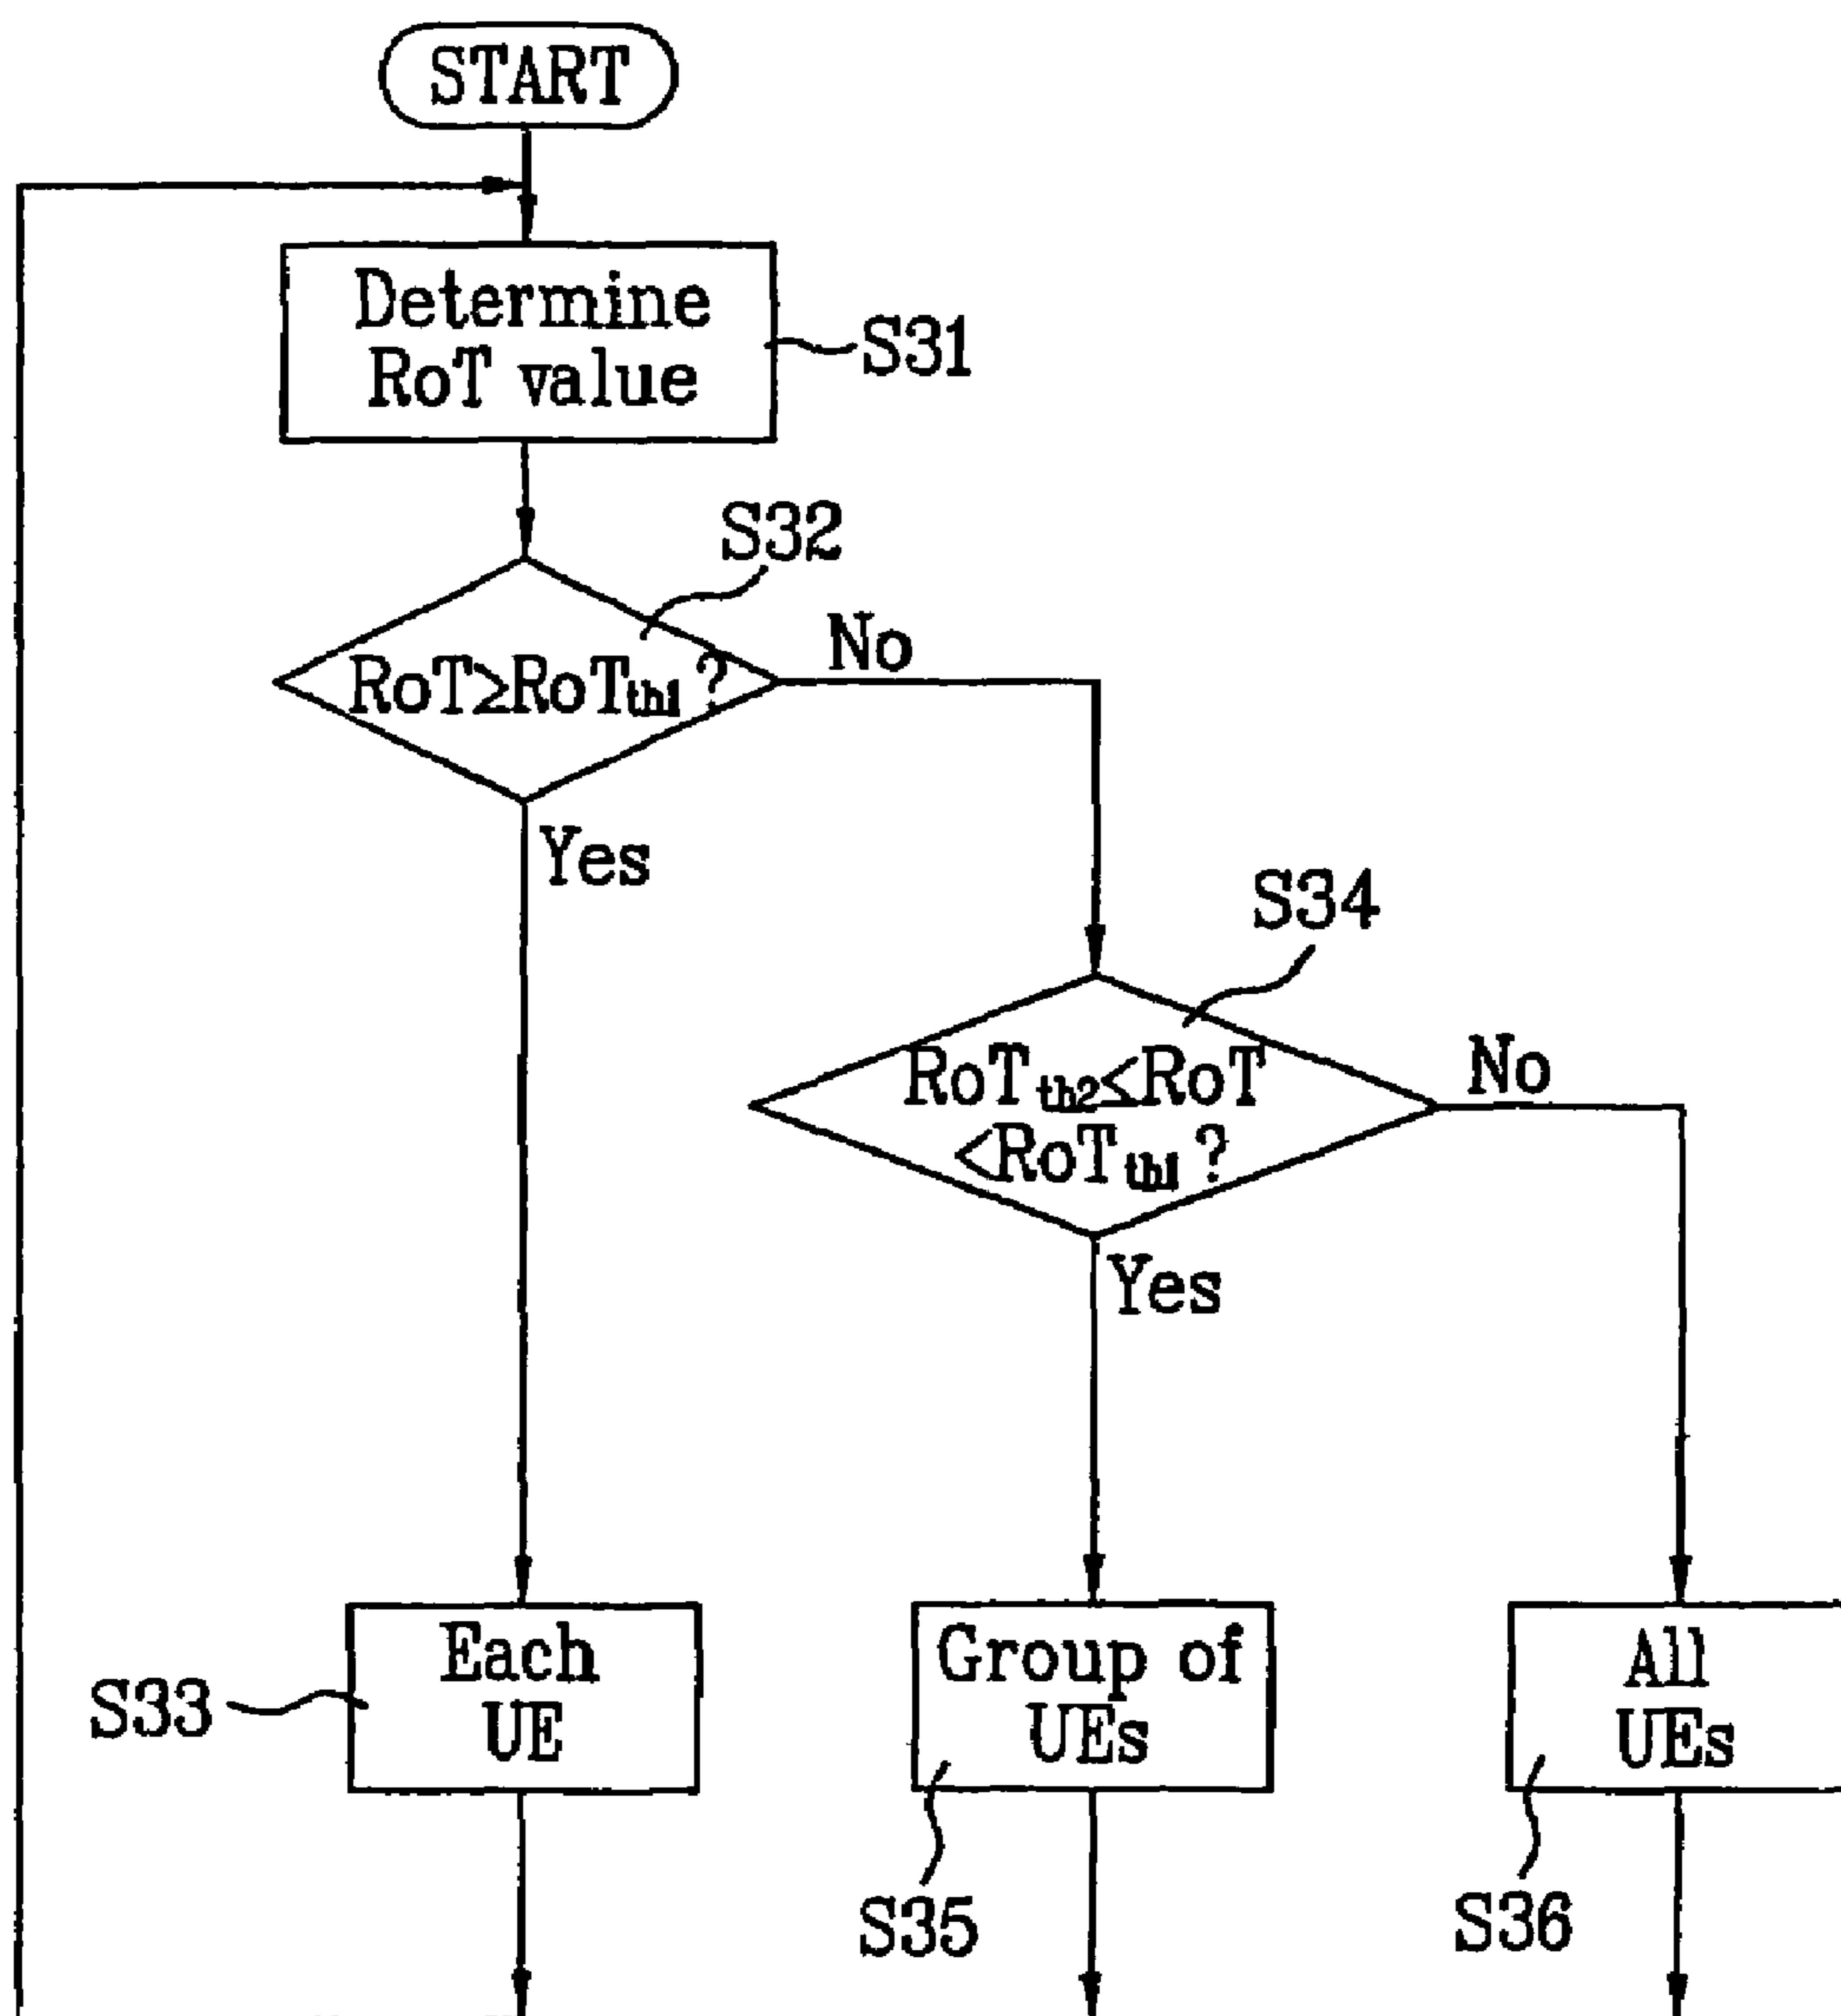 START
Determine
RoT value
S31
S32
RoT≥RoTth1?
No
Yes
S34
RoTth2≤RoT
<RoTth1?
No
Yes
Each
UE
S33
Group of
UEs
S35
All
UEs
S36